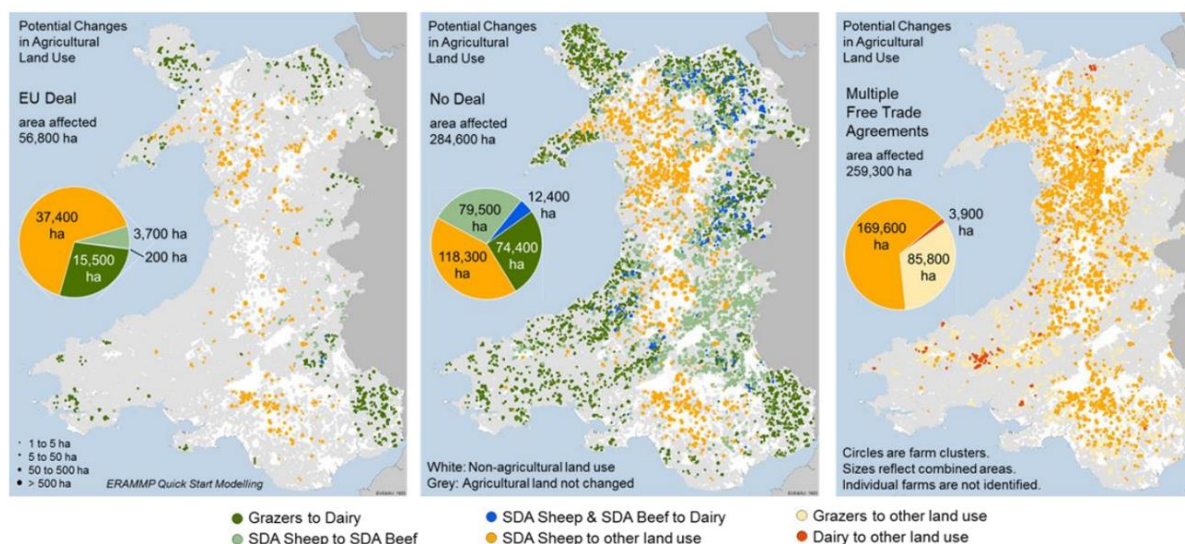 Potential Changes
in Agricultural
Land Use
EU Deal
area affected
56,800 ha
37,400
ha
3,700 ha
200 ha
15,500
ha
1 to 5 ha
5 to 50 ha
50 to 500 ha
> 500 ha
ERAMMP Quick Start Modelling
Potential Changes
in Agricultural
Land Use
No Deal
area affected
284,600 ha
79,500
ha
12,400
ha
74,400
ha
118,300
ha
White: Non-agricultural land use
Grey: Agricultural land not changed
Potential Changes
in Agricultural
Land Use
Multiple
Free Trade
Agreements
area affected
259,300 ha
169,600
ha
3,900
ha
85,800
ha
Circles are farm clusters.
Sizes reflect combined areas.
Individual farms are not identified.
Grazers to Dairy
SDA Sheep & SDA Beef to Dairy
Grazers to other land use
SDA Sheep to SDA Beef
SDA Sheep to other land use
Dairy to other land use